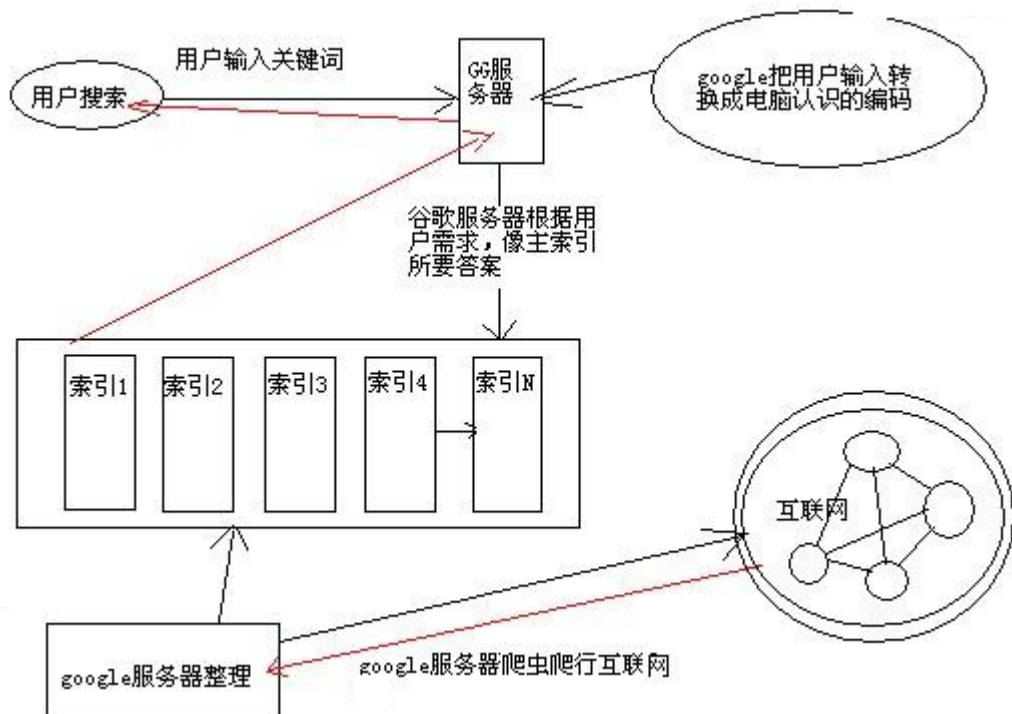 用户输入关键词
用户搜索
GG服
务器
google把用户输入转
换成电脑认识的编码
谷歌服务器根据用
户需求，像主索引
所要答案
索引1
索引2
索引3
索引4
索引N
互联网
google服务器爬虫爬行互联网
google服务器整理